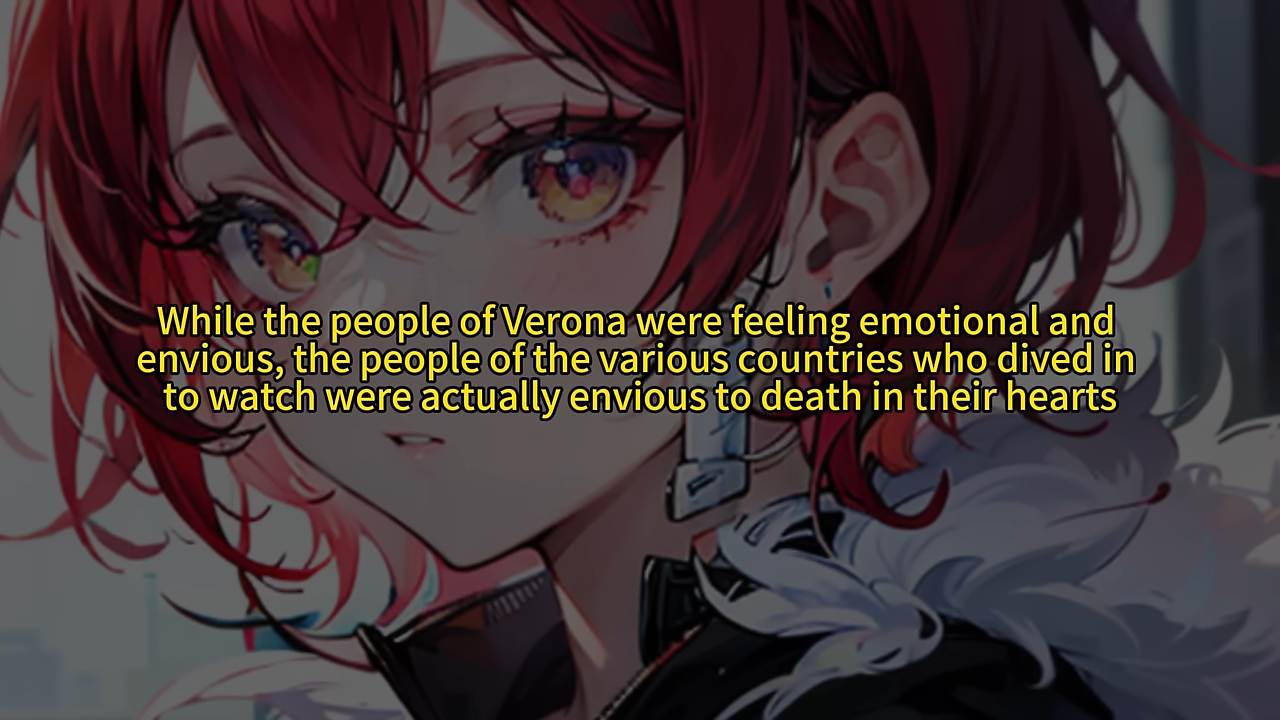 While the people of Verona were feeling emotional and
envious, the people of the various countries who dived in
to watch were actually envious to death in their hearts